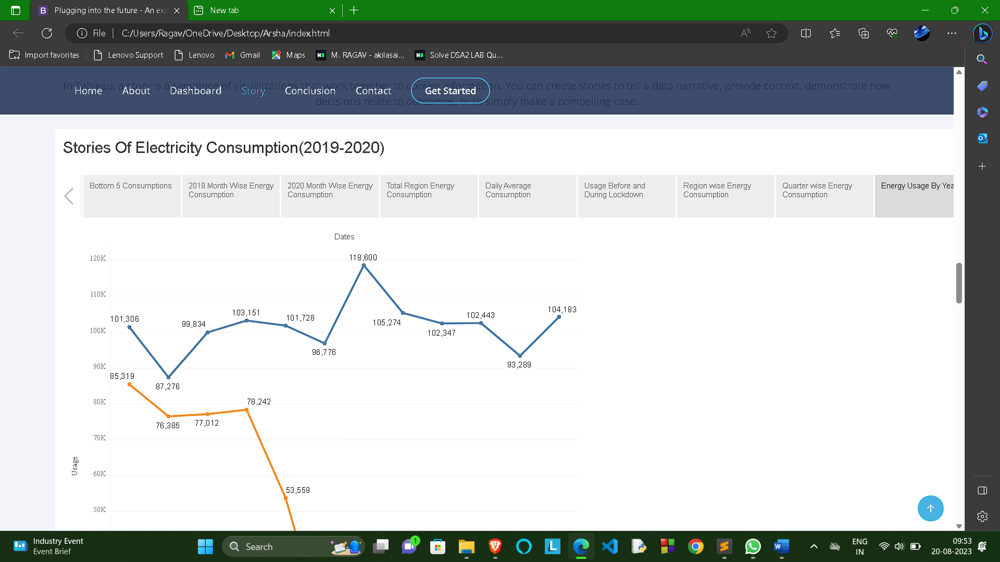 Plugging into the future - An exp
New tab
File
C:/Users/Ragav/OneDrive/Desktop/Arsha/index.html
Import favorites
Lenovo Support
Lenovo
Gmail
Maps
M. RAGAV - akilasai...
Solve DSA2 LAB Qu...
In Tableau, a story is a sequence of visualizations that work together to convey information. You can create stories to tell a data narrative, provide context, demonstrate how
decisions relate to outcomes, or to simply make a compelling case.
Home About Dashboard Story Conclusion Contact Get Started
Stories Of Electricity Consumption(2019-2020)
Bottom 5 Consumptions
2019 Month Wise Energy
Consumption
2020 Month Wise Energy
Consumption
Total Region Energy
Consumption
Daily Average
Consumption
Usage Before and
During Lockdown
Region wise Energy
Consumption
Quarter wise Energy
Consumption
Energy Usage By Yea
Dates
120K
118,600
110K
101,306
99,834
103,151
101,728
105,274
102,443
104,183
100K
102,347
96,776
93,289
90K
85,319
87,276
80K
78,242
76,385
77,012
70K
Usage
60K
53,559
50K
Industry Event
Event Brief
Search
1
ENG
IN
09:53
20-08-2023